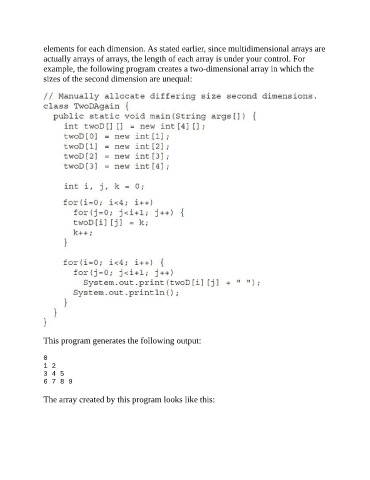 elements for each dimension. As stated earlier, since multidimensional arrays are
actually arrays of arrays, the length of each array is under your control. For
example, the following program creates a two-dimensional array in which the
sizes of the second dimension are unequal:
// Manually allocate differing size second dimensions.
class TwoDAgain {
  public static void main(String args[]) {
    int twoD[][] = new int[4][];
    twoD[0] = new int[1];
    twoD[1] = new int[2];
    twoD[2] = new int[3];
    twoD[3] = new int[4];

    int i, j, k = 0;

    for(i=0; i<4; i++)
      for(j=0; j<i+1; j++) {
      twoD[i][j] = k;
      k++;
    }

    for(i=0; i<4; i++) {
      for(j=0; j<i+1; j++)
        System.out.print(twoD[i][j] + " ");
      System.out.println();
    }
  }
}
This program generates the following output:
0
1 2
3 4 5
6 7 8 9
The array created by this program looks like this: